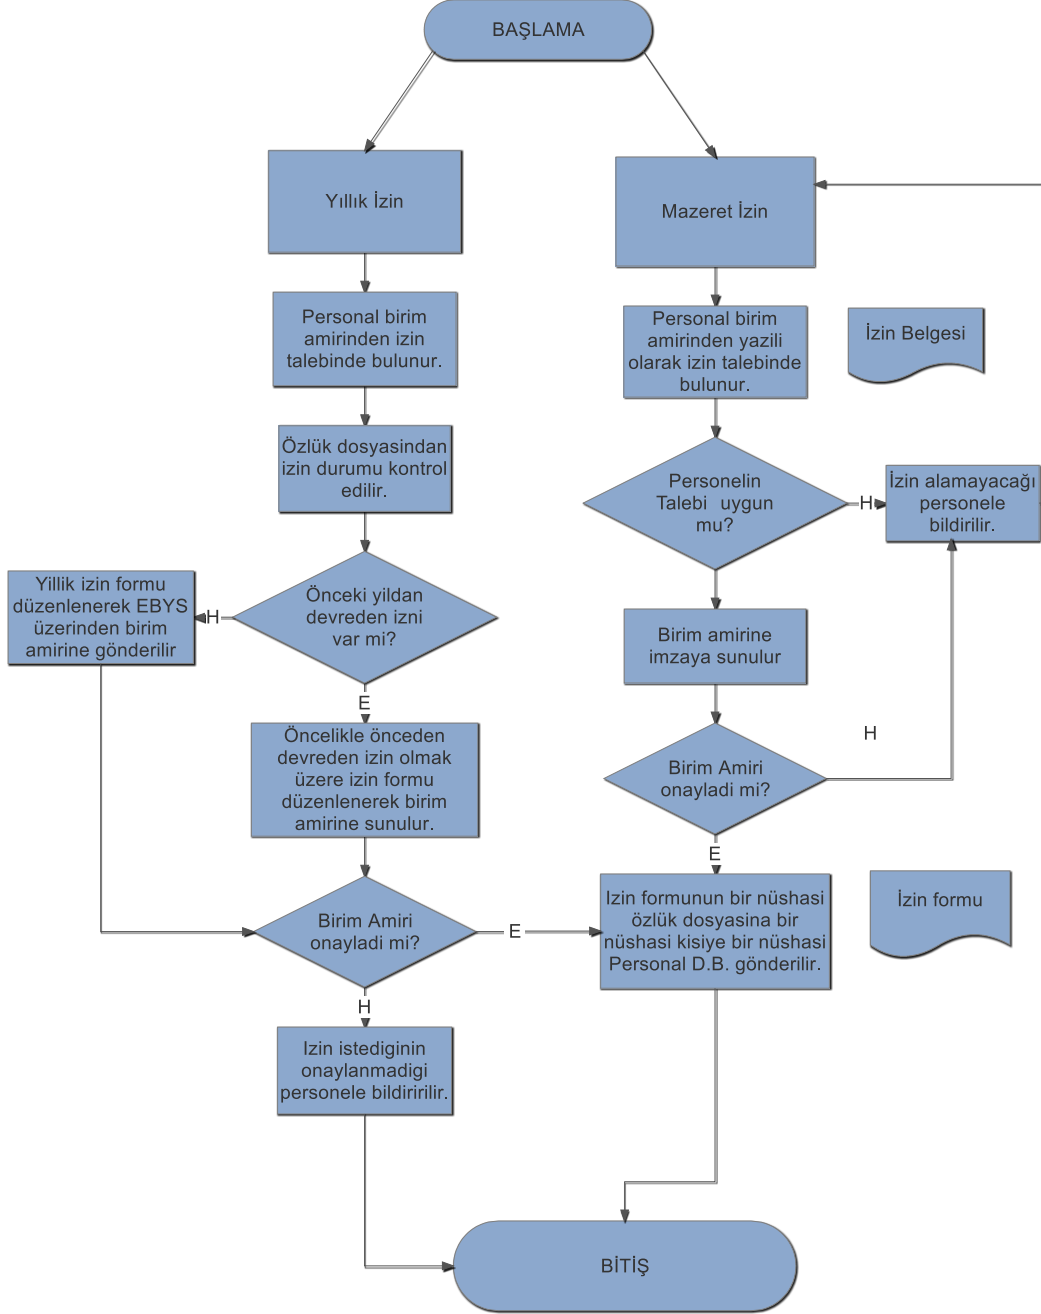 BAŞLAMA
Yıllık İzin
Mazeret İzin
Personal birim
amirinden izin
talebinde bulunur.
Personal birim
amirinden yazili
olarak izin talebinde
bulunur.
İzin Belgesi
Özlük dosyasindan
izin durumu kontrol
edilir.
Personelin
Talebi uygun
mu?
H
İzin alamayacağı
personele
bildirilir.
Önceki yildan
devreden izni
var mi?
H
Yillik izin formu
düzenlenerek EBYS
üzerinden birim
amirine gönderilir
Birim amirine
imzaya sunulur
E
Öncelikle önceden
devreden izin olmak
üzere izin formu
düzenlenerek birim
amirine sunulur.
Birim Amiri
onayladi mi?
H
E
Birim Amiri
onayladi mi?
E
Izin formunun bir nüshasi
özlük dosyasina bir
nüshasi kisiye bir nüshasi
Personal D.B. gönderilir.
İzin formu
H
Izin istediginin
onaylanmadigi
personele bildiririlir.
BİTİŞ